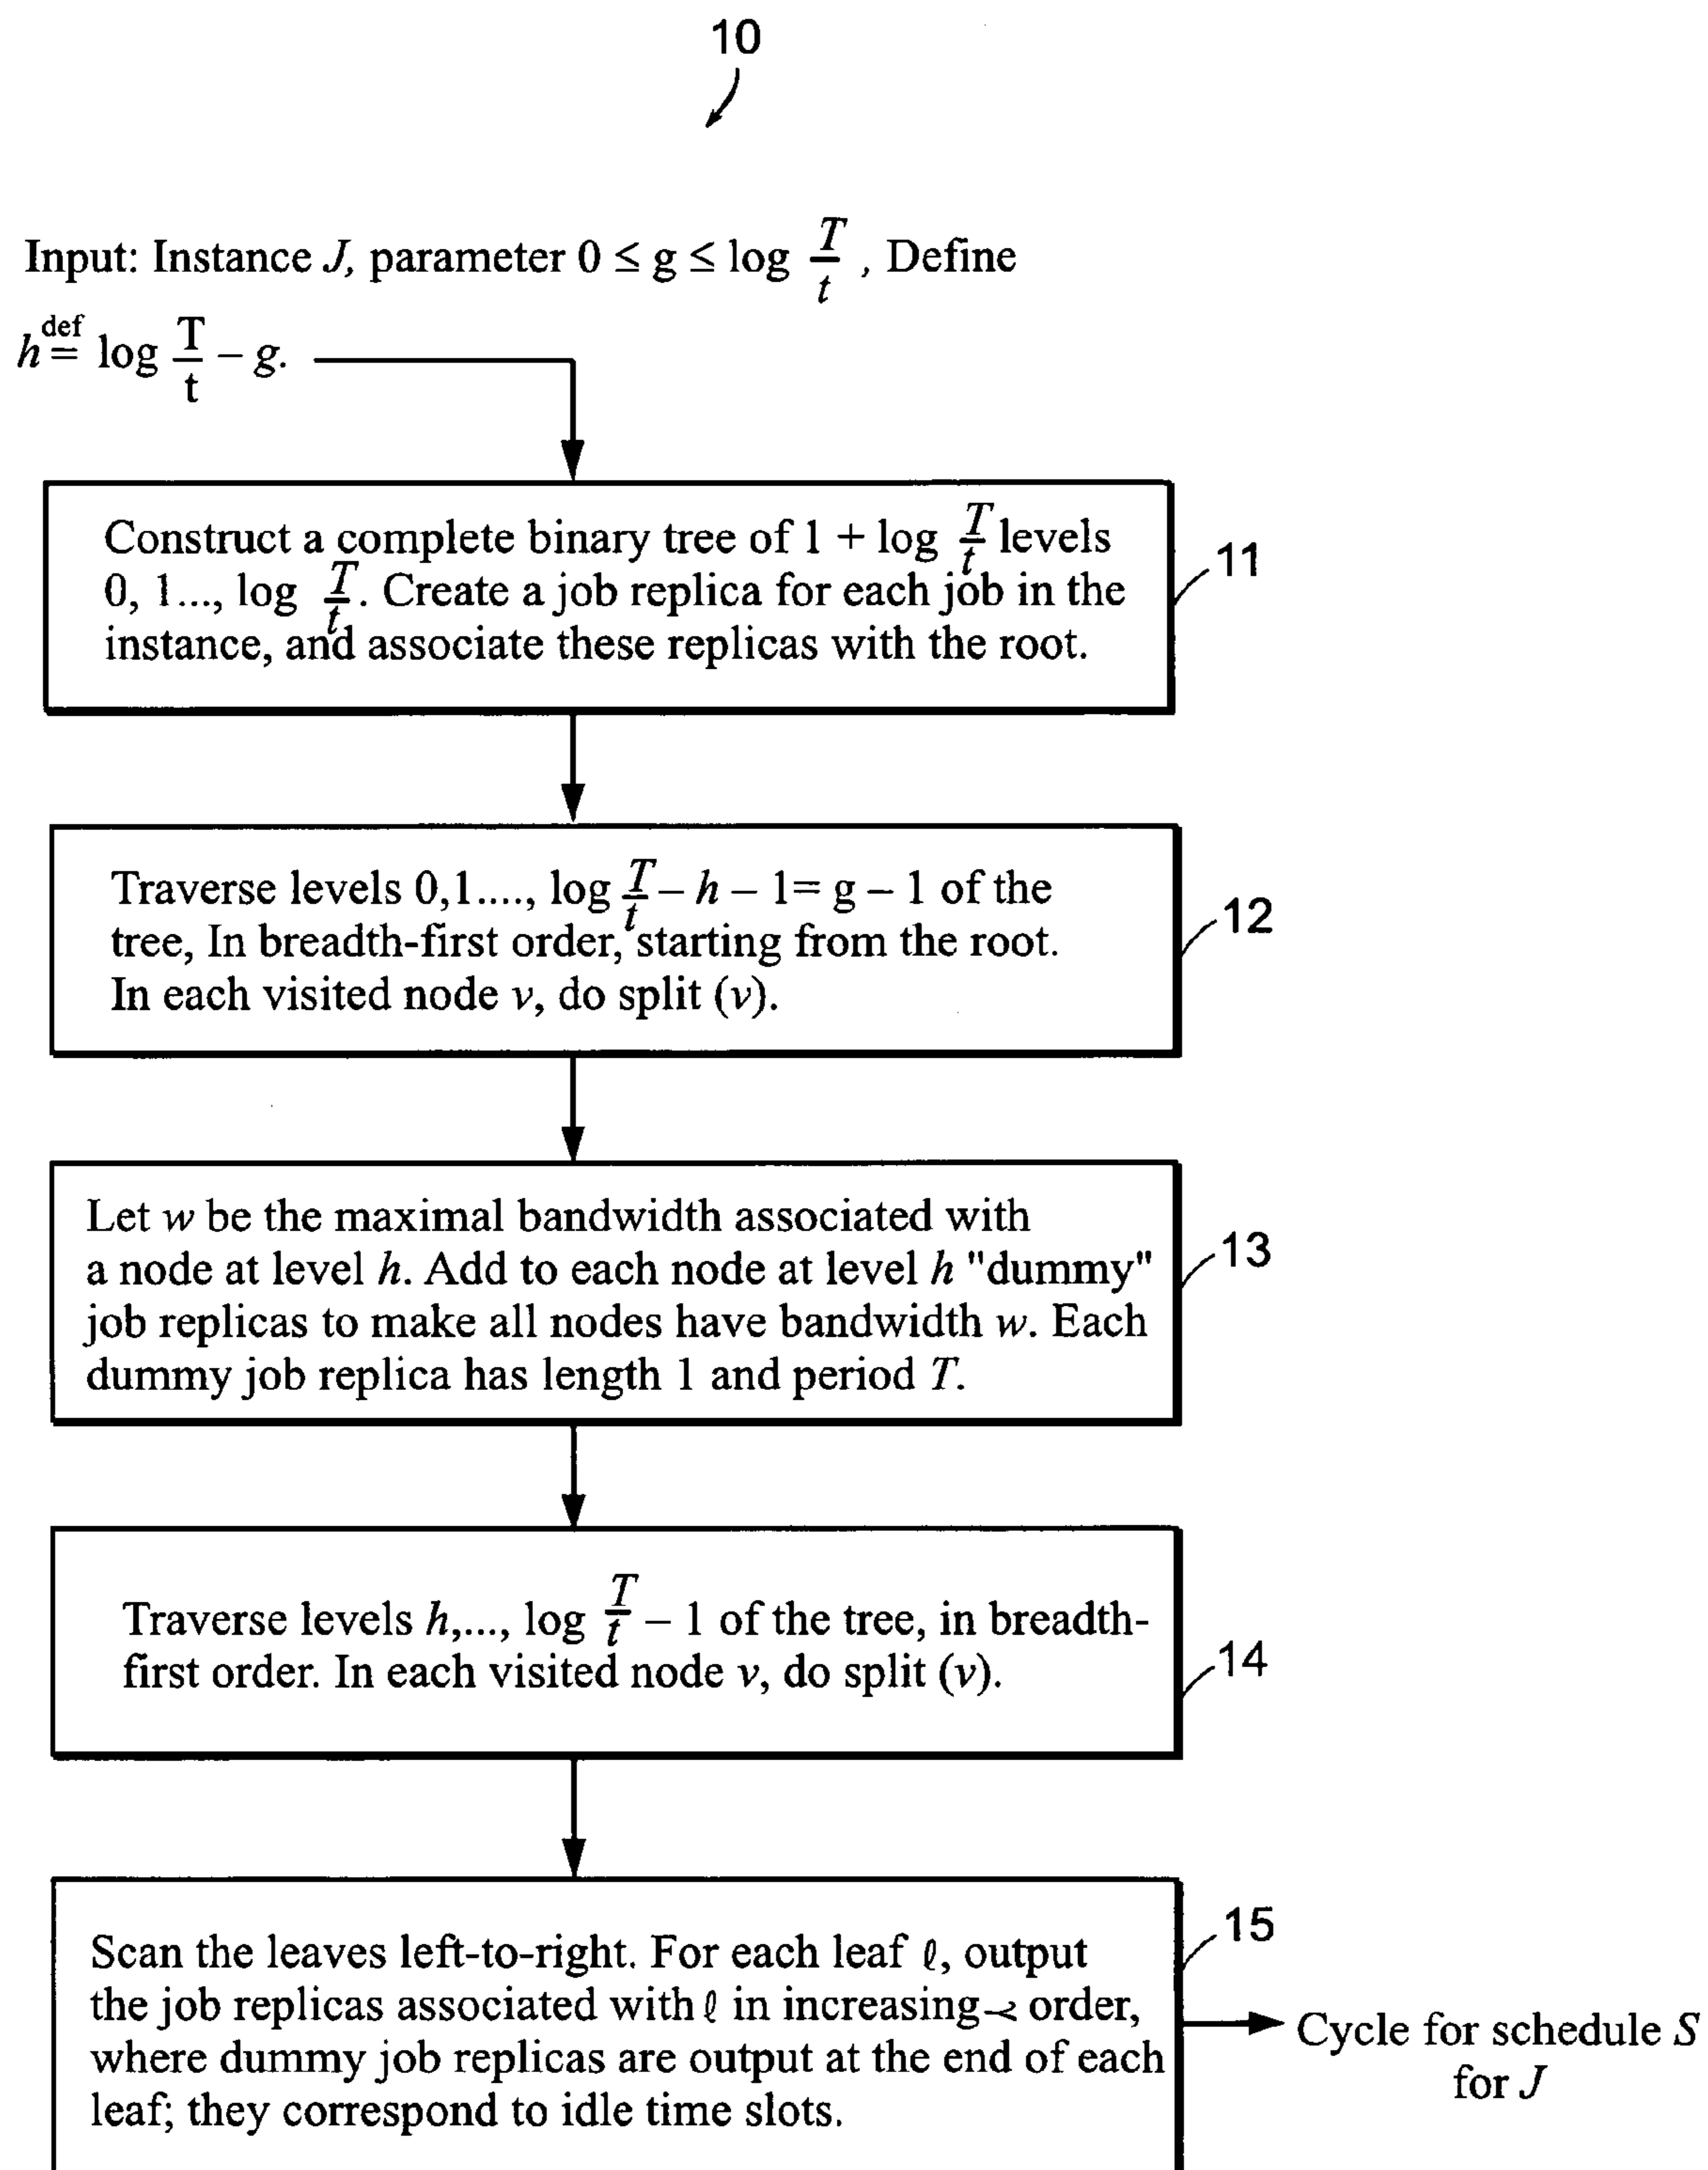 10
Input: Instance J, parameter 0 ≤ g ≤ log T/t , Define
h def= log T/t – g.
Construct a complete binary tree of 1 + log T/t levels
0, 1..., log T/t. Create a job replica for each job in the
instance, and associate these replicas with the root.
11
Traverse levels 0,1...., log T/t – h – 1= g – 1 of the
tree, In breadth-first order, starting from the root.
In each visited node v, do split (v).
12
Let w be the maximal bandwidth associated with
a node at level h. Add to each node at level h "dummy"
job replicas to make all nodes have bandwidth w. Each
dummy job replica has length 1 and period T.
13
Traverse levels h,..., log T/t – 1 of the tree, in breadth-
first order. In each visited node v, do split (v).
14
Scan the leaves left-to-right. For each leaf ℓ, output
the job replicas associated with ℓ in increasing ≺ order,
where dummy job replicas are output at the end of each
leaf; they correspond to idle time slots.
15
Cycle for schedule S
for J